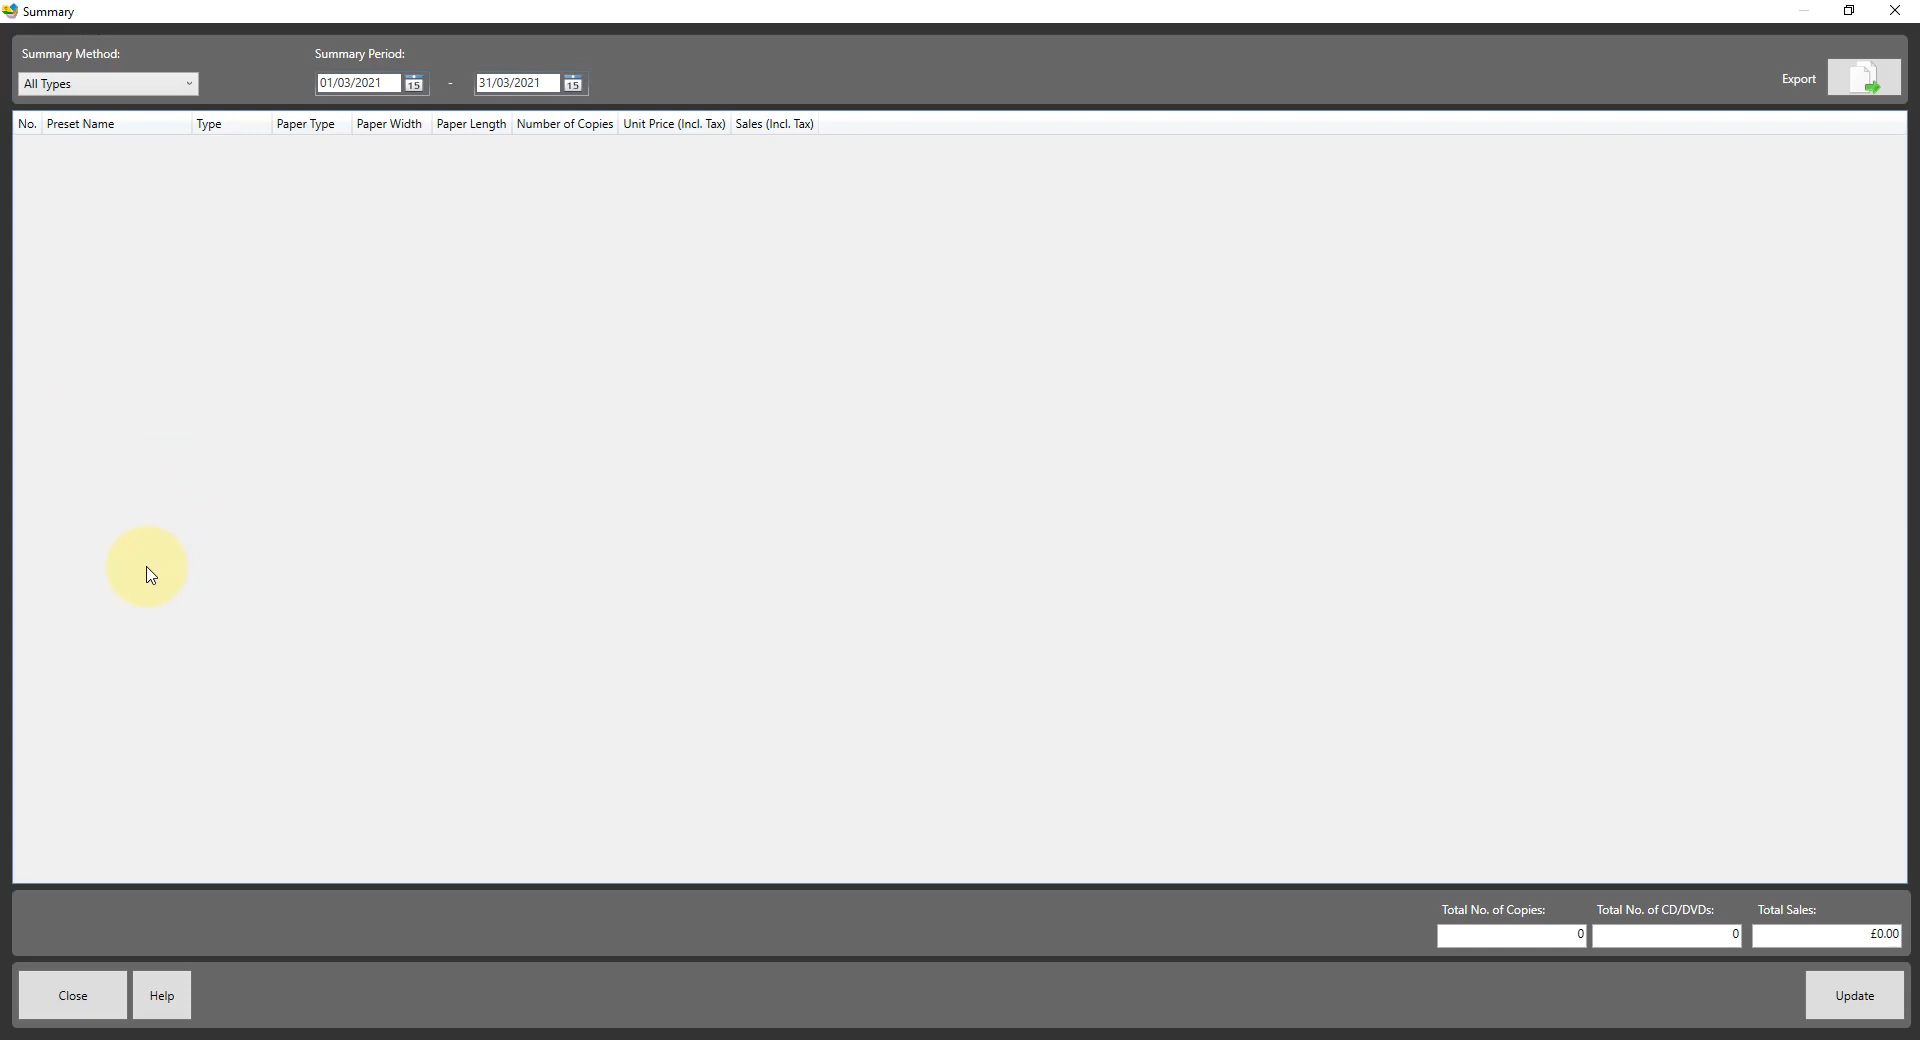 Summary
Summary Method:
Summary Period:
All Types
01/03/2021 15 - 31/03/2021 15
Export
No. Preset Name Type Paper Type Paper Width Paper Length Number of Copies Unit Price (Incl. Tax) Sales (Incl. Tax)
Total No. of Copies: Total No. of CD/DVDs: Total Sales:
0 0 £0.00
Close Help Update